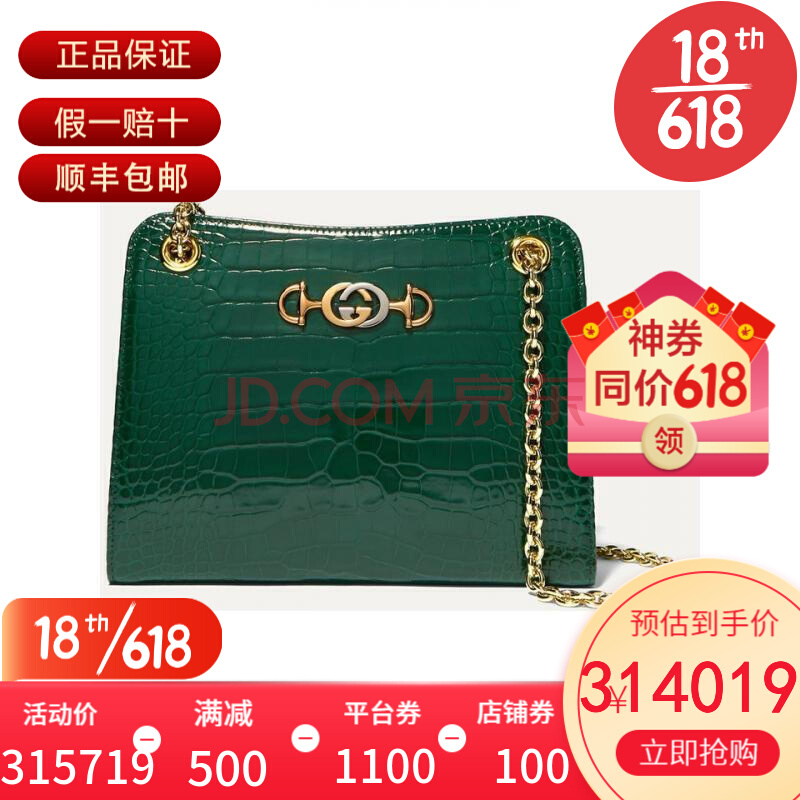 正品保证
假一赔十
顺丰包邮
18th
618
JD.COM 京东
神券
同价618
领
18th/618
预估到手价
¥314019
立即抢购
活动价
315719
满减
500
平台券
1100
店铺券
100